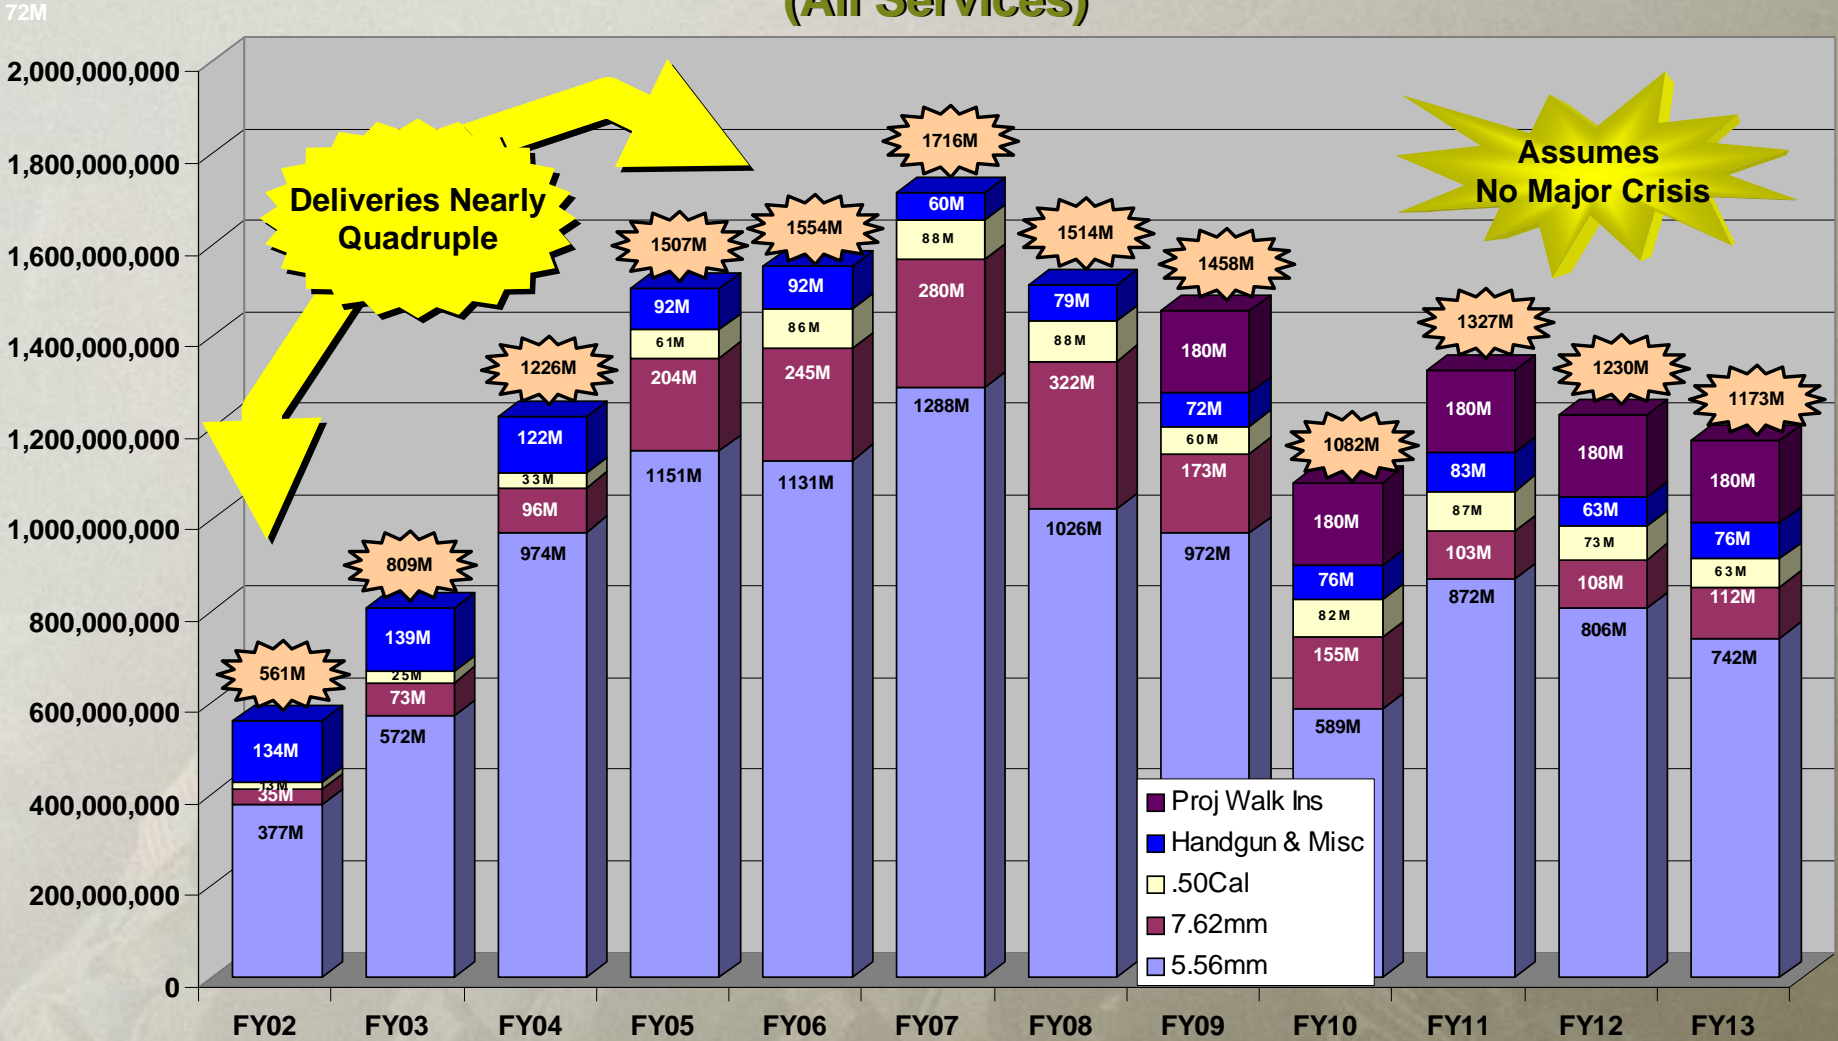 72M
(All Services)
2,000,000,000
1,800,000,000
1,600,000,000
1,400,000,000
1,200,000,000
1,000,000,000
800,000,000
600,000,000
400,000,000
200,000,000
0
Deliveries Nearly
Quadruple
Assumes
No Major Crisis
561M
134M
13M
35M
377M
809M
139M
25M
73M
572M
1226M
122M
33M
96M
974M
1507M
92M
61M
204M
1151M
1554M
92M
86M
245M
1131M
1716M
60M
88M
280M
1288M
1514M
79M
88M
322M
1026M
1458M
180M
72M
60M
173M
972M
1082M
180M
76M
82M
155M
589M
1327M
180M
83M
87M
103M
872M
1230M
180M
63M
73M
108M
806M
1173M
180M
76M
63M
112M
742M
Proj Walk Ins
Handgun & Misc
.50Cal
7.62mm
5.56mm
FY02 FY03 FY04 FY05 FY06 FY07 FY08 FY09 FY10 FY11 FY12 FY13